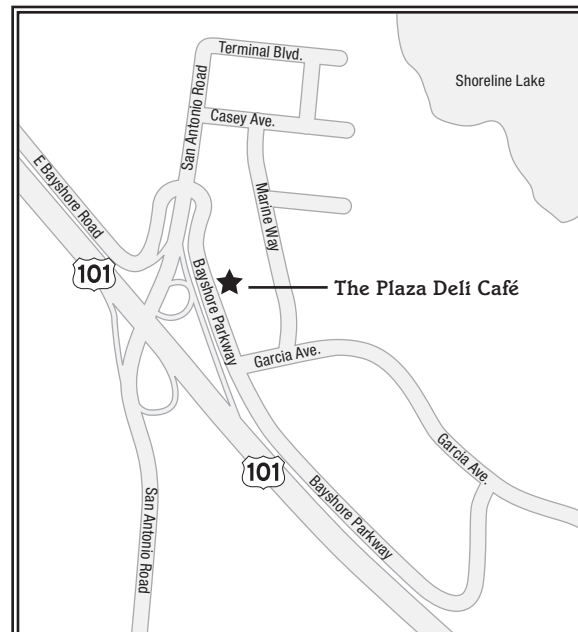 Terminal Blvd.
Shoreline Lake
San Antonio Road
Casey Ave.
E Bayshore Road
Marine Way
101
Bayshore Parkway
The Plaza Deli Café
Garcia Ave.
Garcia Ave.
101
Bayshore Parkway
San Antonio Road